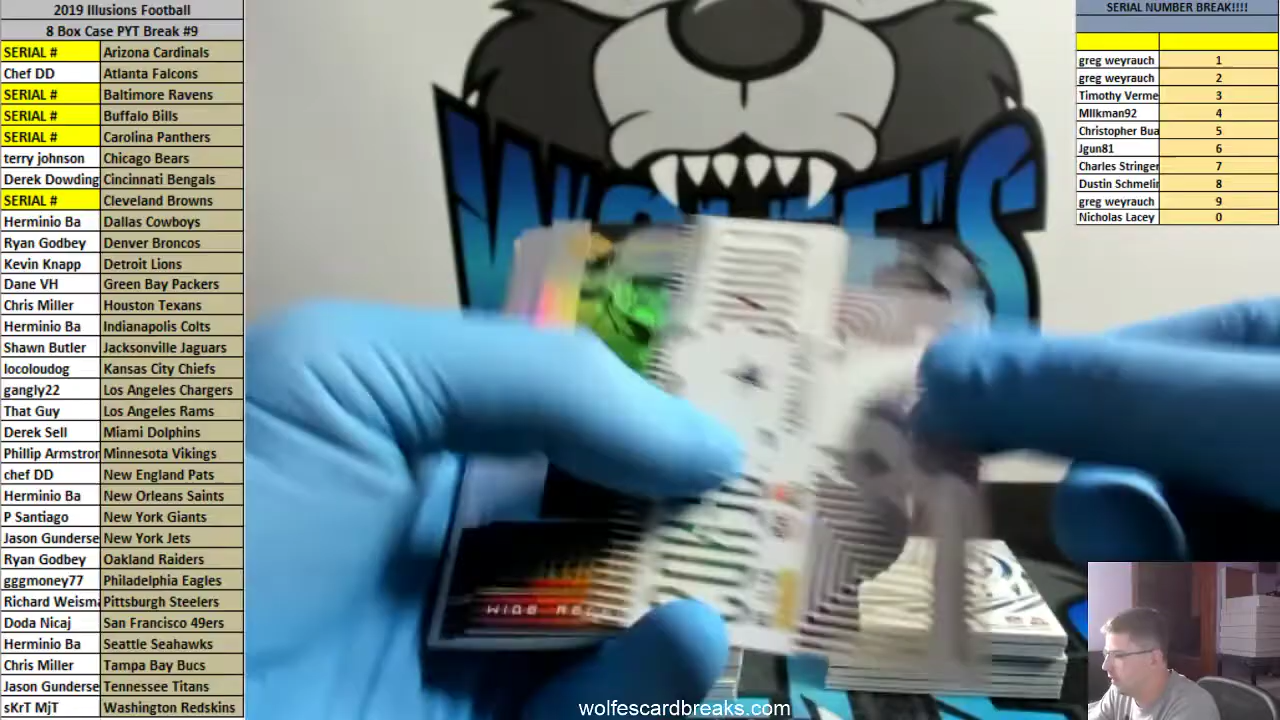 2019 Illusions Football
8 Box Case PYT Break #9
SERIAL # Arizona Cardinals
Chef DD Atlanta Falcons
SERIAL # Baltimore Ravens
SERIAL # Buffalo Bills
SERIAL # Carolina Panthers
terry johnson Chicago Bears
Derek Dowding Cincinnati Bengals
SERIAL # Cleveland Browns
Herminio Ba Dallas Cowboys
Ryan Godbey Denver Broncos
Kevin Knapp Detroit Lions
Dane VH Green Bay Packers
Chris Miller Houston Texans
Herminio Ba Indianapolis Colts
Shawn Butler Jacksonville Jaguars
locoloudog Kansas City Chiefs
gangly22 Los Angeles Chargers
That Guy Los Angeles Rams
Derek Sell Miami Dolphins
Phillip Armstror Minnesota Vikings
chef DD New England Pats
Herminio Ba New Orleans Saints
P Santiago New York Giants
Jason Gunderse New York Jets
Ryan Godbey Oakland Raiders
gggmoney77 Philadelphia Eagles
Richard Weisma Pittsburgh Steelers
Doda Nicaj San Francisco 49ers
Herminio Ba Seattle Seahawks
Chris Miller Tampa Bay Bucs
Jason Gunderse Tennessee Titans
sKrT MjT Washington Redskins
SERIAL NUMBER BREAK!!!!
greg weyrauch 1
greg weyrauch 2
Timothy Verme 3
MIlkman92 4
Christopher Bua 5
Jgun81 6
Charles Stringer 7
Dustin Schmelin 8
greg weyrauch 9
Nicholas Lacey 0
WOLFE'S
WIDE
wolfescardbreaks.com